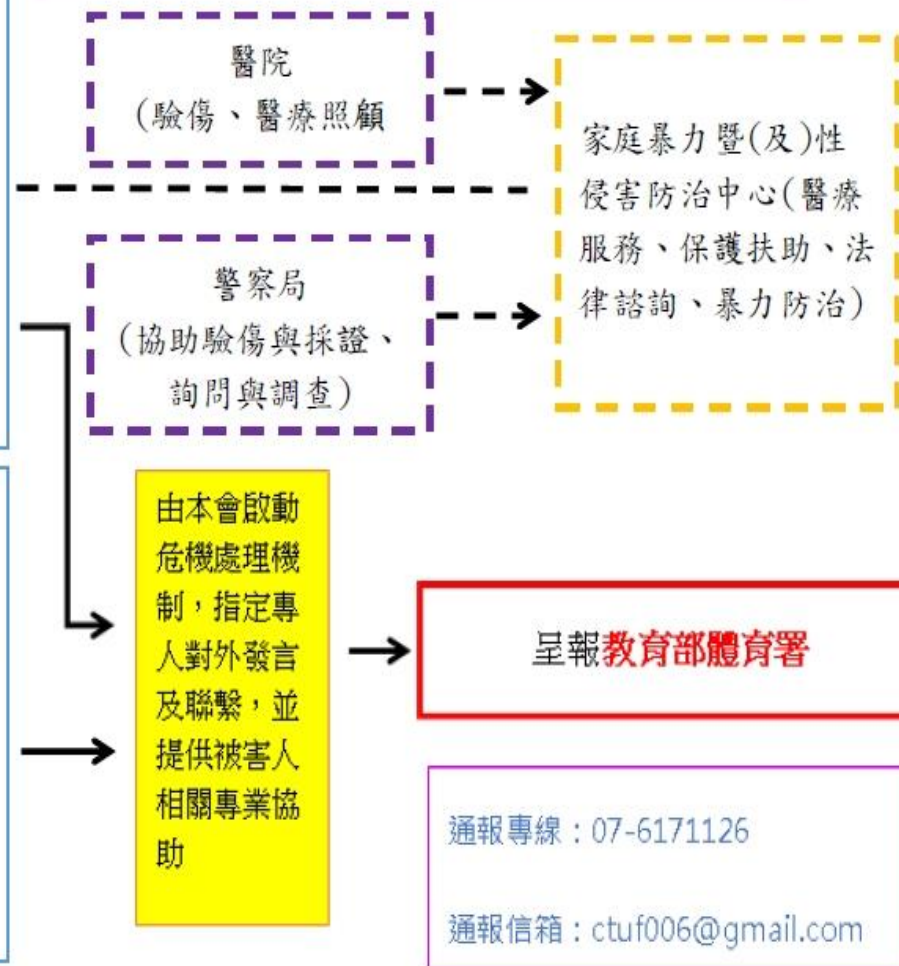 醫院
(驗傷、醫療照顧
家庭暴力暨(及)性
侵害防治中心(醫療
服務、保護扶助、法
律諮詢、暴力防治)
警察局
(協助驗傷與採證、
詢問與調查)
由本會啟動
危機處理機
制，指定專
人對外發言
及聯繫，並
提供被害人
相關專業協
助
呈報教育部體育署
通報專線：07-6171126
通報信箱：ctuf006@gmail.com